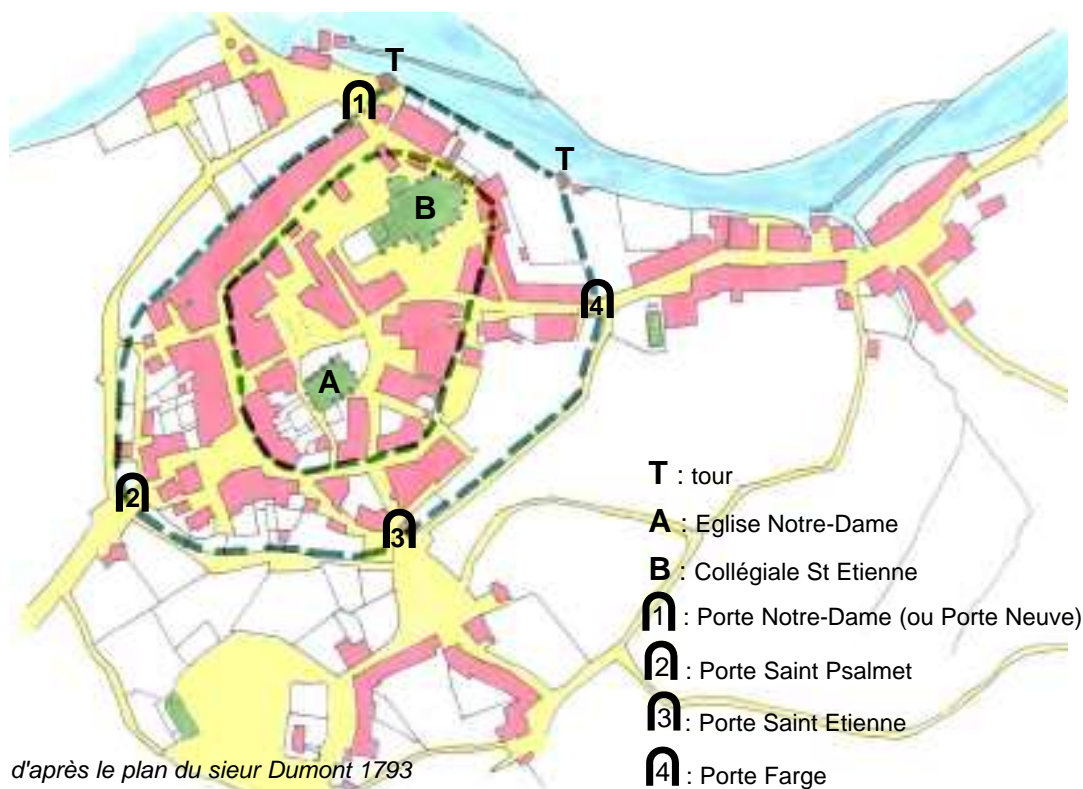 T
1
T
B
4
A
2
3
T : tour
A : Eglise Notre-Dame
B : Collégiale St Etienne
1 : Porte Notre-Dame (ou Porte Neuve)
2 : Porte Saint Psalmet
3 : Porte Saint Etienne
4 : Porte Farge
d'après le plan du sieur Dumont 1793